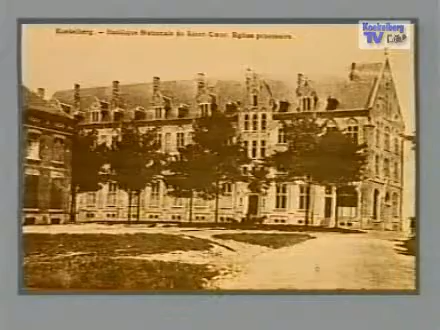 Koekelberg. - Basilique Nationale du Sacré-Cœur. Eglise provisoire.
Koekelberg
TV